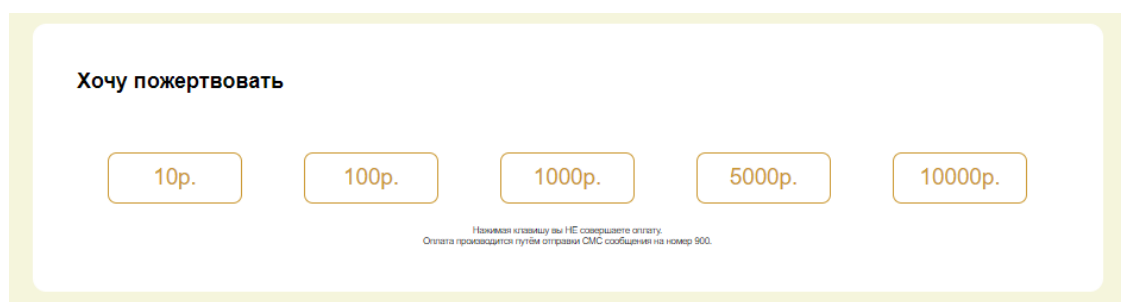 Хочу пожертвовать
10р. 100р. 1000р. 5000р. 10000р.
Нажимая клавишу вы НЕ совершаете оплату.
Оплата производится путём отправки СМС сообщения на номер 900.